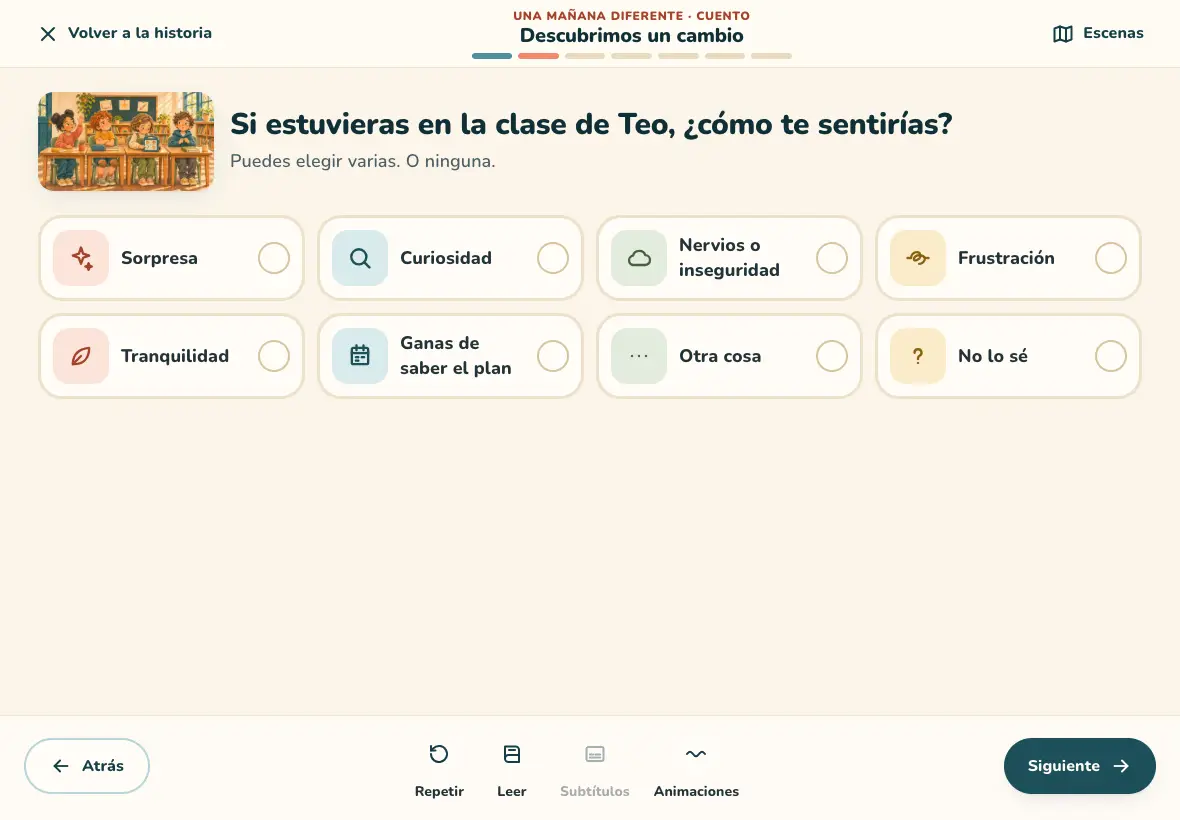 Volver a la historia
UNA MAÑANA DIFERENTE · CUENTO
Descubrimos un cambio
Escenas
Si estuvieras en la clase de Teo, ¿cómo te sentirías?
Puedes elegir varias. O ninguna.
Sorpresa
Curiosidad
Nervios o
inseguridad
Frustración
Tranquilidad
Ganas de
saber el plan
Otra cosa
? No lo sé
Atrás
Repetir
Leer
Subtítulos
Animaciones
Siguiente